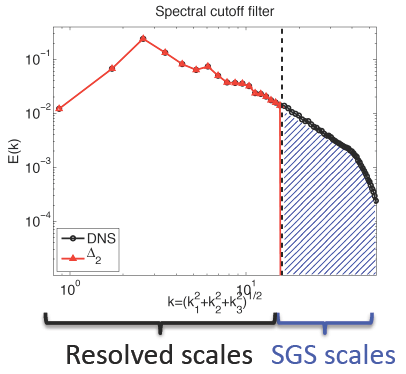 Spectral cutoff filter
E(k)
10⁻¹
10⁻²
10⁻³
10⁻⁴
DNS
Δ₂
10⁰
10¹
k=(k₁²+k₂²+k₃²)^1/2
Resolved scales
SGS scales